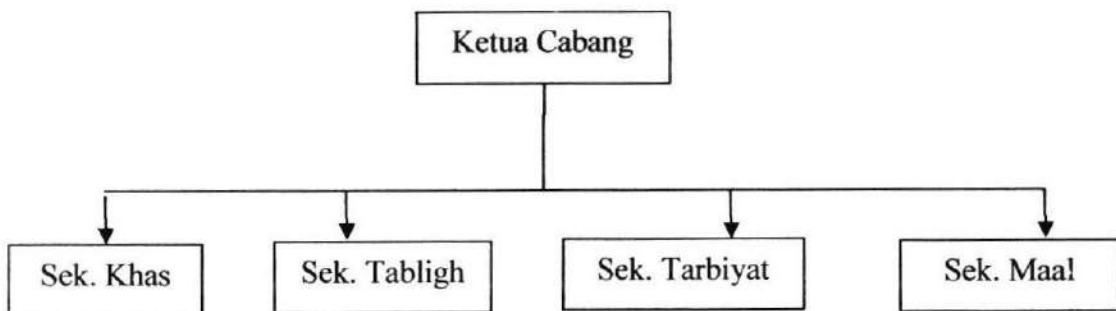 Ketua Cabang
Sek. Khas
Sek. Tabligh
Sek. Tarbiyat
Sek. Maal